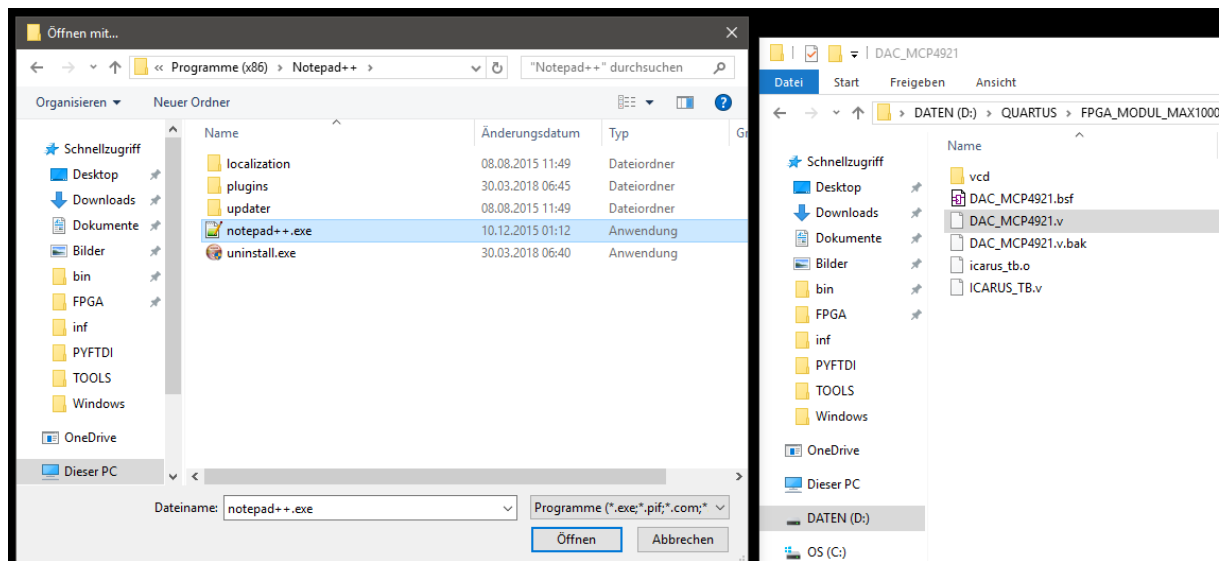 Öffnen mit...
« Programme (x86) › Notepad++ ›
"Notepad++" durchsuchen
Organisieren
Neuer Ordner
?
Name Änderungsdatum Typ Gr
localization 08.08.2015 11:49 Dateiordner
plugins 30.03.2018 06:45 Dateiordner
updater 08.08.2015 11:49 Dateiordner
notepad++.exe 10.12.2015 01:12 Anwendung
uninstall.exe 30.03.2018 06:40 Anwendung
Schnellzugriff
Desktop
Downloads
Dokumente
Bilder
bin
FPGA
inf
PYFTDI
TOOLS
Windows
OneDrive
Dieser PC
Dateiname: notepad++.exe
Programme (*.exe;*.pif;*.com;*
Öffnen Abbrechen
DAC_MCP4921
Datei Start Freigeben Ansicht
› DATEN (D:) › QUARTUS › FPGA_MODUL_MAX1000
Name
vcd
DAC_MCP4921.bsf
DAC_MCP4921.v
DAC_MCP4921.v.bak
icarus_tb.o
ICARUS_TB.v
Schnellzugriff
Desktop
Downloads
Dokumente
Bilder
bin
FPGA
inf
PYFTDI
TOOLS
Windows
OneDrive
Dieser PC
DATEN (D:)
OS (C:)